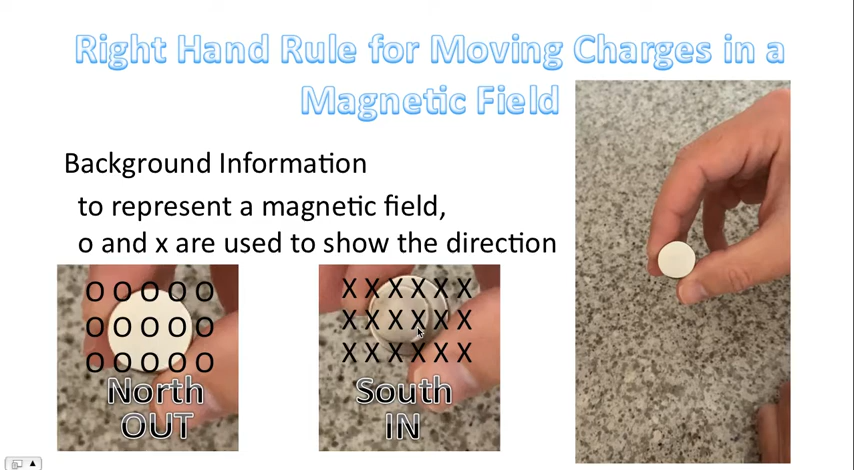 Right Hand Rule for Moving Charges in a
Magnetic Field
Background Information
to represent a magnetic field,
o and x are used to show the direction
O O O O O
O O O O O
O O O O O
North
OUT
X X X X X X
X X X X X X
X X X X X X
South
IN